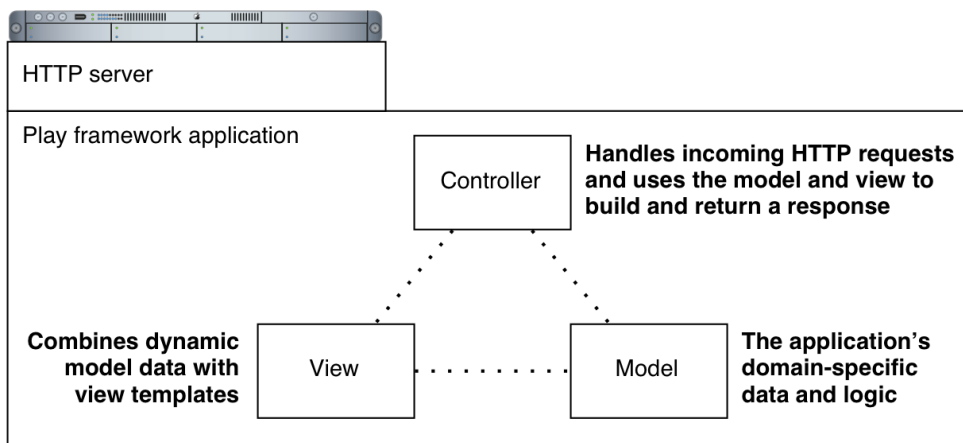 HTTP server
Play framework application
Controller
Handles incoming HTTP requests
and uses the model and view to
build and return a response
Combines dynamic
model data with
view templates
View
Model
The application's
domain-specific
data and logic